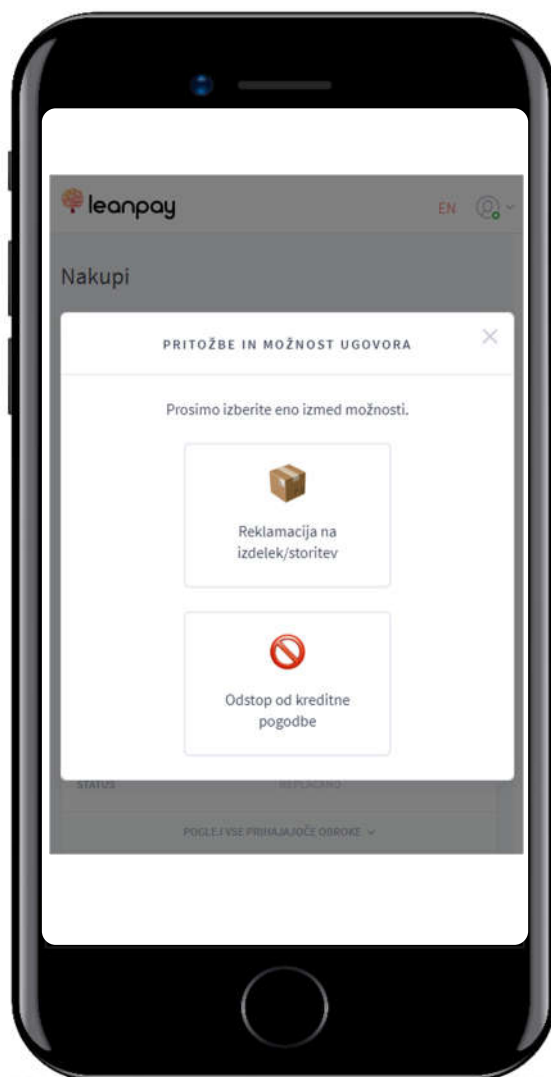 leanpay EN
Nakupi
PRITOŽBE IN MOŽNOST UGOVORA
Prosimo izberite eno izmed možnosti.
Reklamacija na
izdelek/storitev
Odstop od kreditne
pogodbe
STATUS NEPLAČANO
POGLEJ VSE PRIHAJAJOČE OBROKE